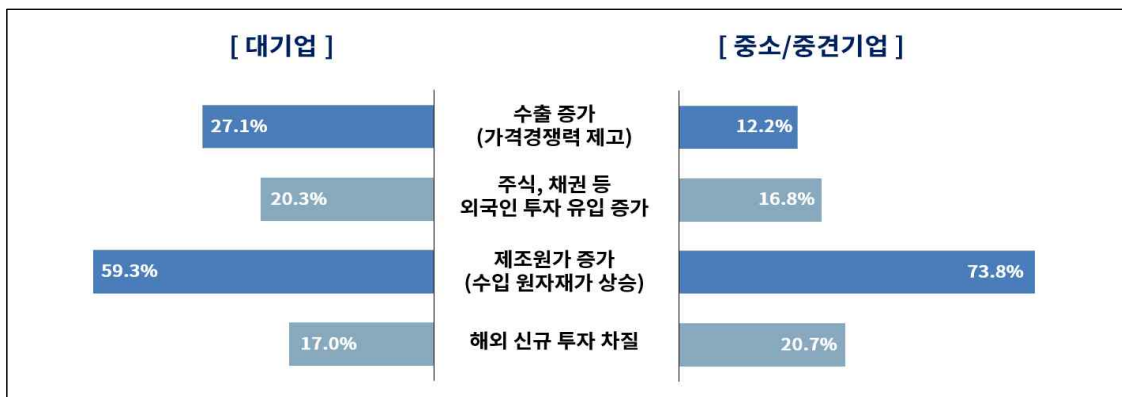 [ 대기업 ]
[ 중소/중견기업 ]
27.1%
수출 증가
(가격경쟁력 제고)
12.2%
20.3%
주식, 채권 등
외국인 투자 유입 증가
16.8%
59.3%
제조원가 증가
(수입 원자재가 상승)
73.8%
17.0%
해외 신규 투자 차질
20.7%